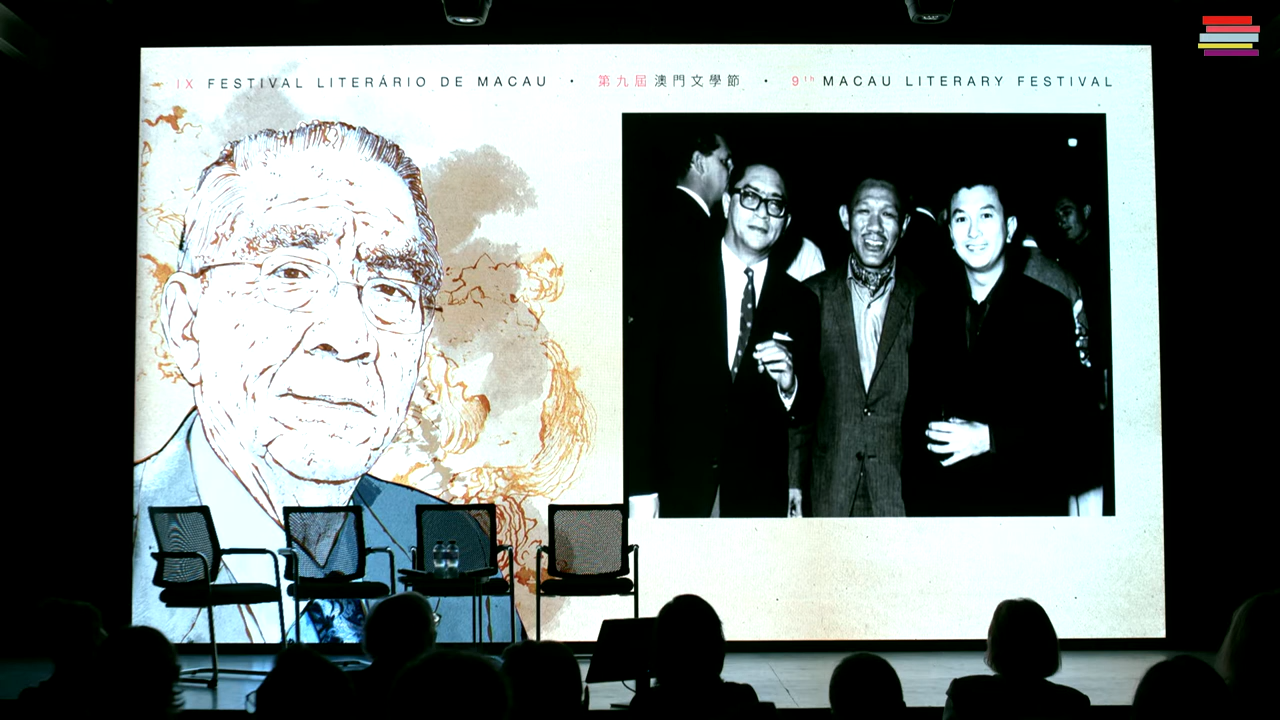 IX FESTIVAL LITERÁRIO DE MACAU • 第九屆澳門文學節 • 9th MACAU LITERARY FESTIVAL